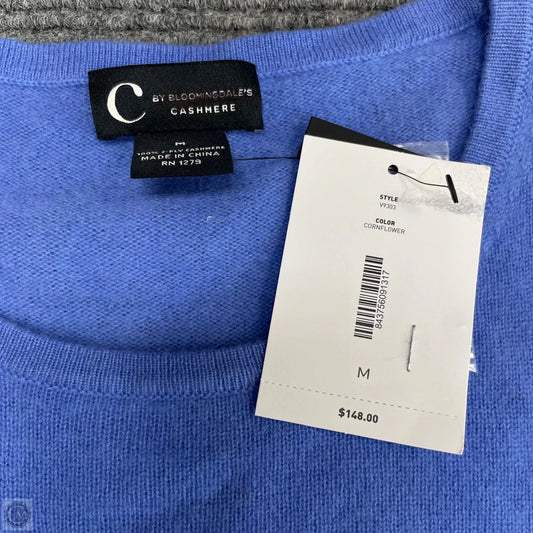 C BY BLOOMINGDALE'S
CASHMERE
M
100% 2-PLY CASHMERE
MADE IN CHINA
RN 1279
STYLE
V9303
COLOR
CORNFLOWER
843756091317
M
$148.00